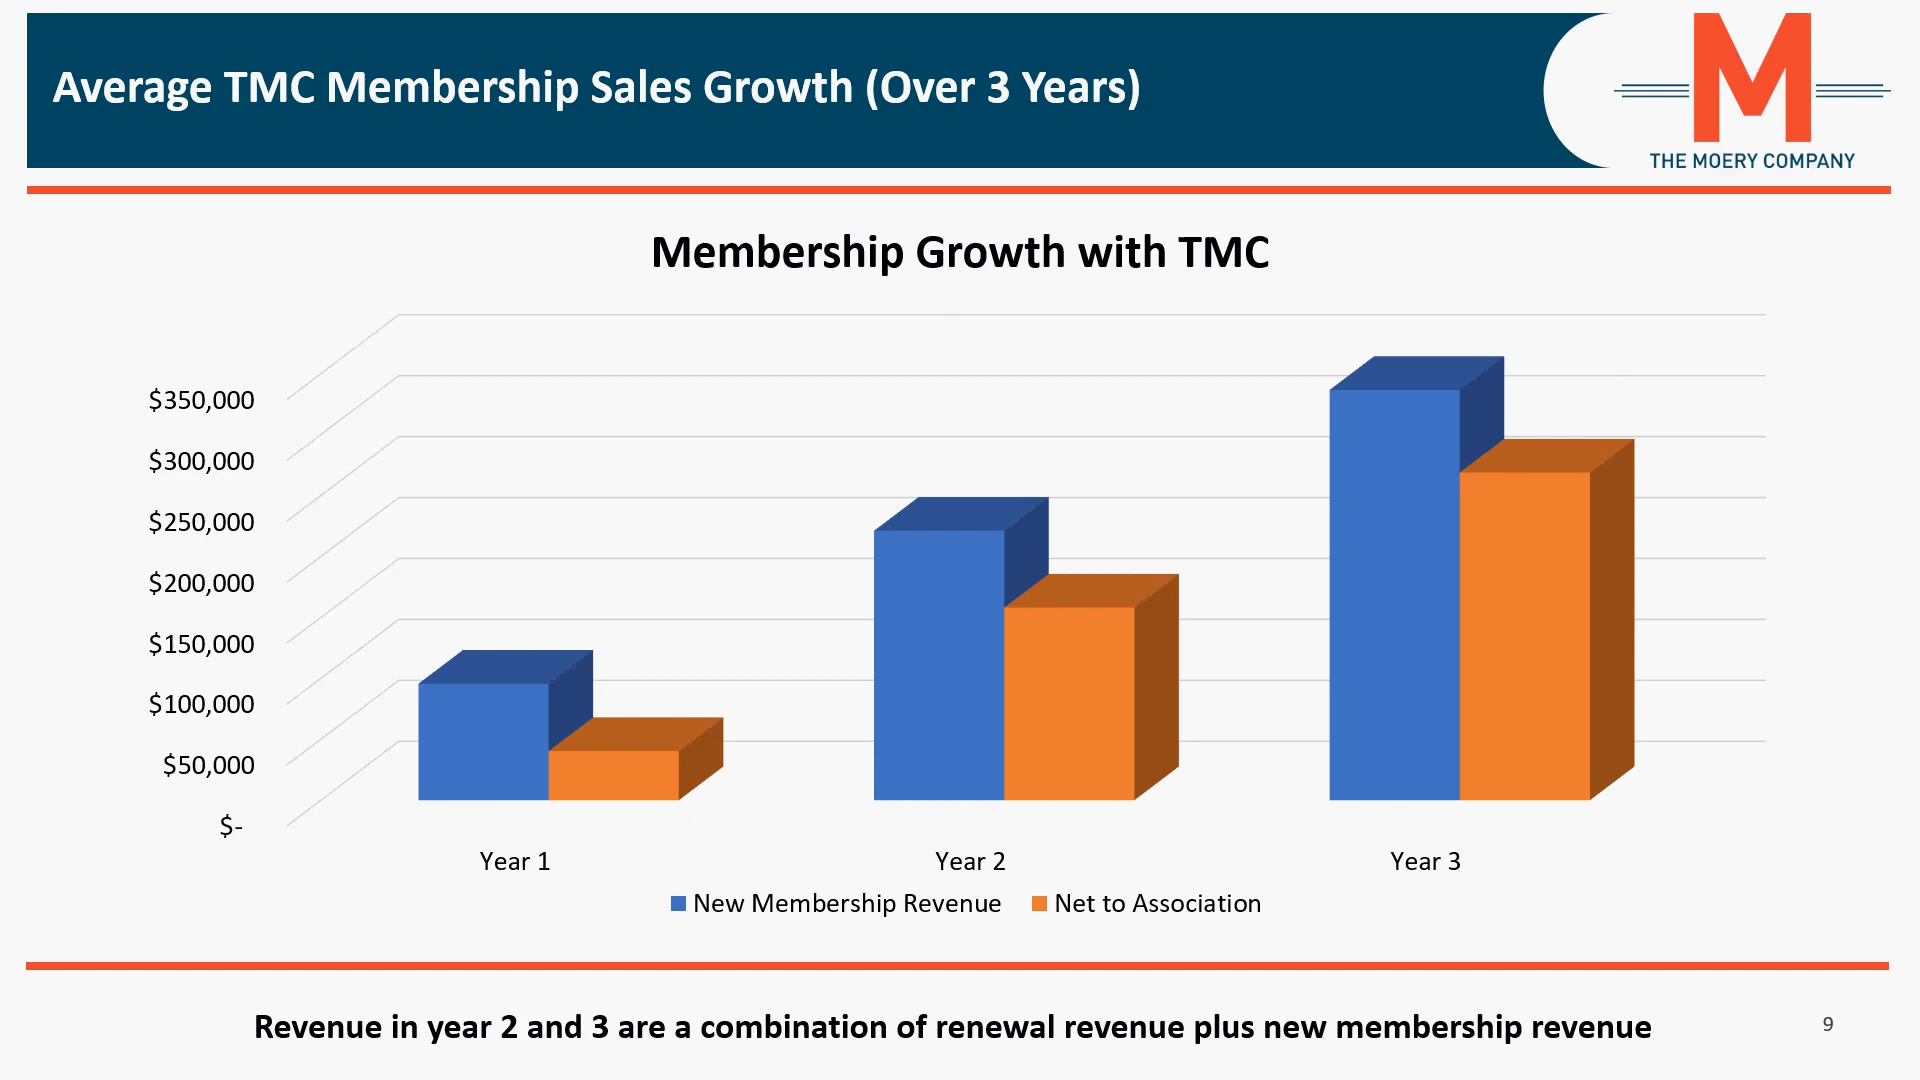 Average TMC Membership Sales Growth (Over 3 Years)
M
THE MOERY COMPANY
Membership Growth with TMC
$350,000
$300,000
$250,000
$200,000
$150,000
$100,000
$50,000
$-
Year 1
Year 2
Year 3
New Membership Revenue
Net to Association
Revenue in year 2 and 3 are a combination of renewal revenue plus new membership revenue
9